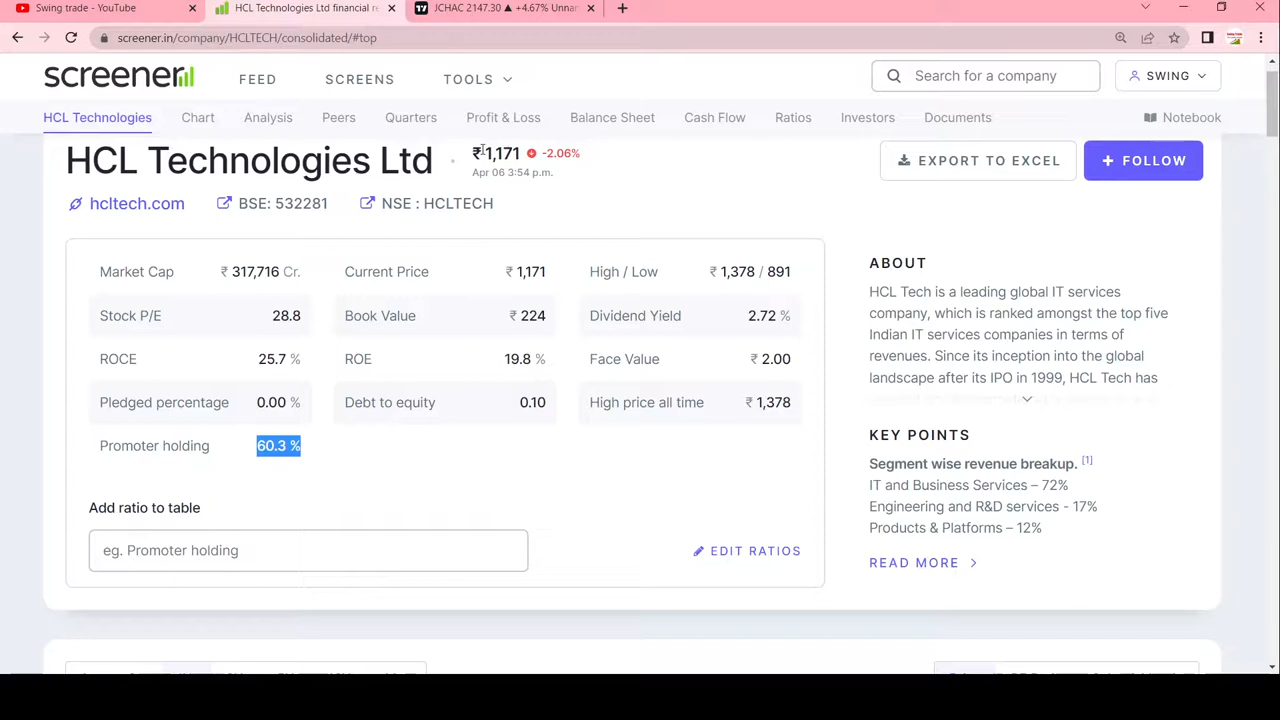 Swing trade - YouTube
HCL Technologies Ltd financial re
JCHAC 2147.30 ▲ +4.67% Unnar
screener.in/company/HCLTECH/consolidated/#top
screener
FEED
SCREENS
TOOLS
Search for a company
SWING
HCL Technologies
Chart
Analysis
Peers
Quarters
Profit & Loss
Balance Sheet
Cash Flow
Ratios
Investors
Documents
Notebook
HCL Technologies Ltd
₹ 1,171
-2.06%
Apr 06 3:54 p.m.
EXPORT TO EXCEL
+ FOLLOW
hcltech.com
BSE: 532281
NSE : HCLTECH
Market Cap ₹ 317,716 Cr.
Current Price ₹ 1,171
High / Low ₹ 1,378 / 891
Stock P/E 28.8
Book Value ₹ 224
Dividend Yield 2.72 %
ROCE 25.7 %
ROE 19.8 %
Face Value ₹ 2.00
Pledged percentage 0.00 %
Debt to equity 0.10
High price all time ₹ 1,378
Promoter holding 60.3 %
Add ratio to table
eg. Promoter holding
EDIT RATIOS
ABOUT
HCL Tech is a leading global IT services
company, which is ranked amongst the top five
Indian IT services companies in terms of
revenues. Since its inception into the global
landscape after its IPO in 1999, HCL Tech has
KEY POINTS
Segment wise revenue breakup. [1]
IT and Business Services – 72%
Engineering and R&D services - 17%
Products & Platforms – 12%
READ MORE